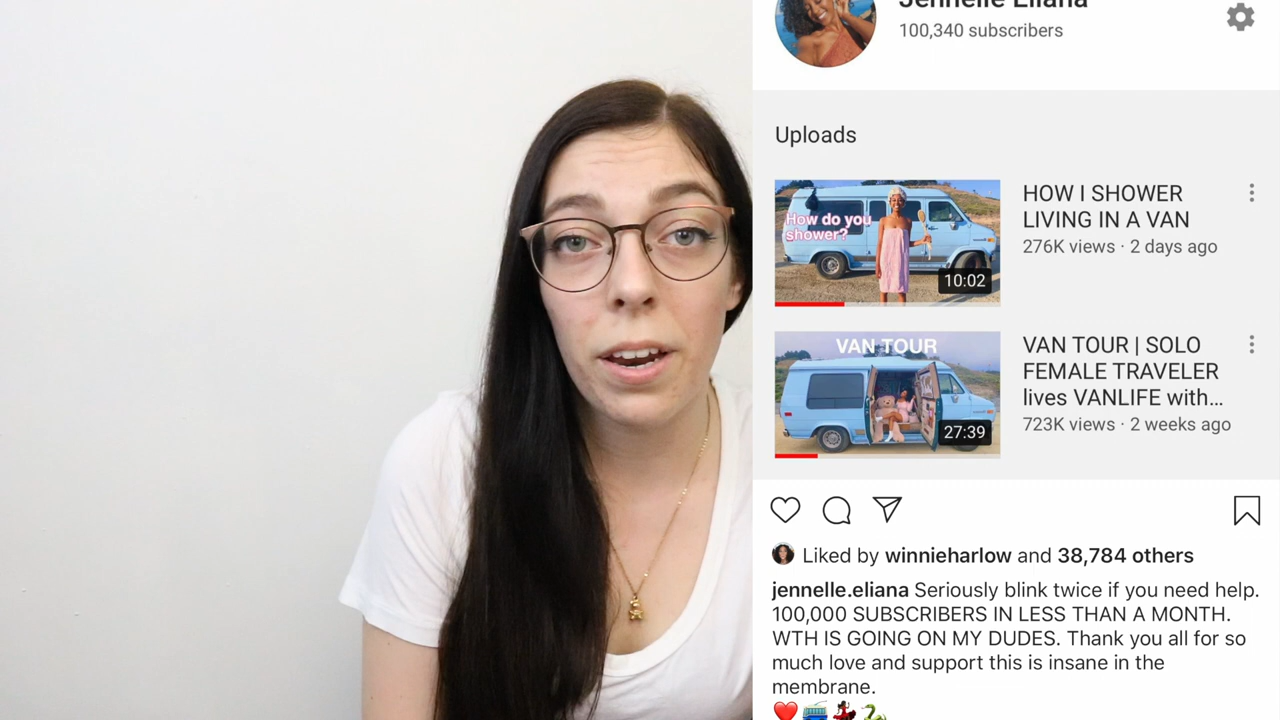 Jennelle Eliana
100,340 subscribers
Uploads
How do you
shower?
10:02
HOW I SHOWER
LIVING IN A VAN
276K views · 2 days ago
VAN TOUR
27:39
VAN TOUR | SOLO
FEMALE TRAVELER
lives VANLIFE with...
723K views · 2 weeks ago
Liked by winnieharlow and 38,784 others
jennelle.eliana Seriously blink twice if you need help.
100,000 SUBSCRIBERS IN LESS THAN A MONTH.
WTH IS GOING ON MY DUDES. Thank you all for so
much love and support this is insane in the
membrane.